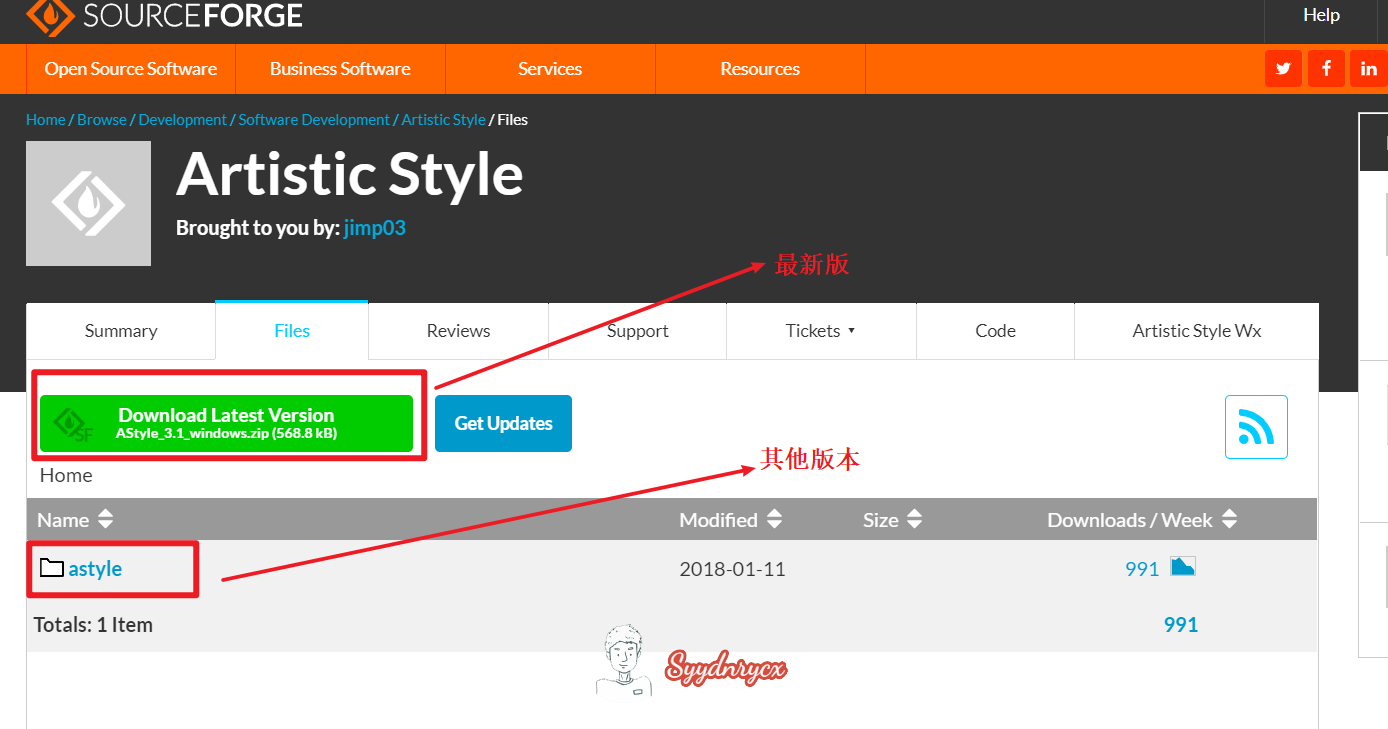 SOURCEFORGE
Help
Open Source Software
Business Software
Services
Resources
Home / Browse / Development / Software Development / Artistic Style / Files
Artistic Style
Brought to you by: jimp03
最新版
Summary
Files
Reviews
Support
Tickets
Code
Artistic Style Wx
Download Latest Version
AStyle_3.1_windows.zip (568.8 kB)
SF
Get Updates
其他版本
Home
Name
Modified
Size
Downloads / Week
astyle
2018-01-11
991
Totals: 1 Item
991
Syydnrycx